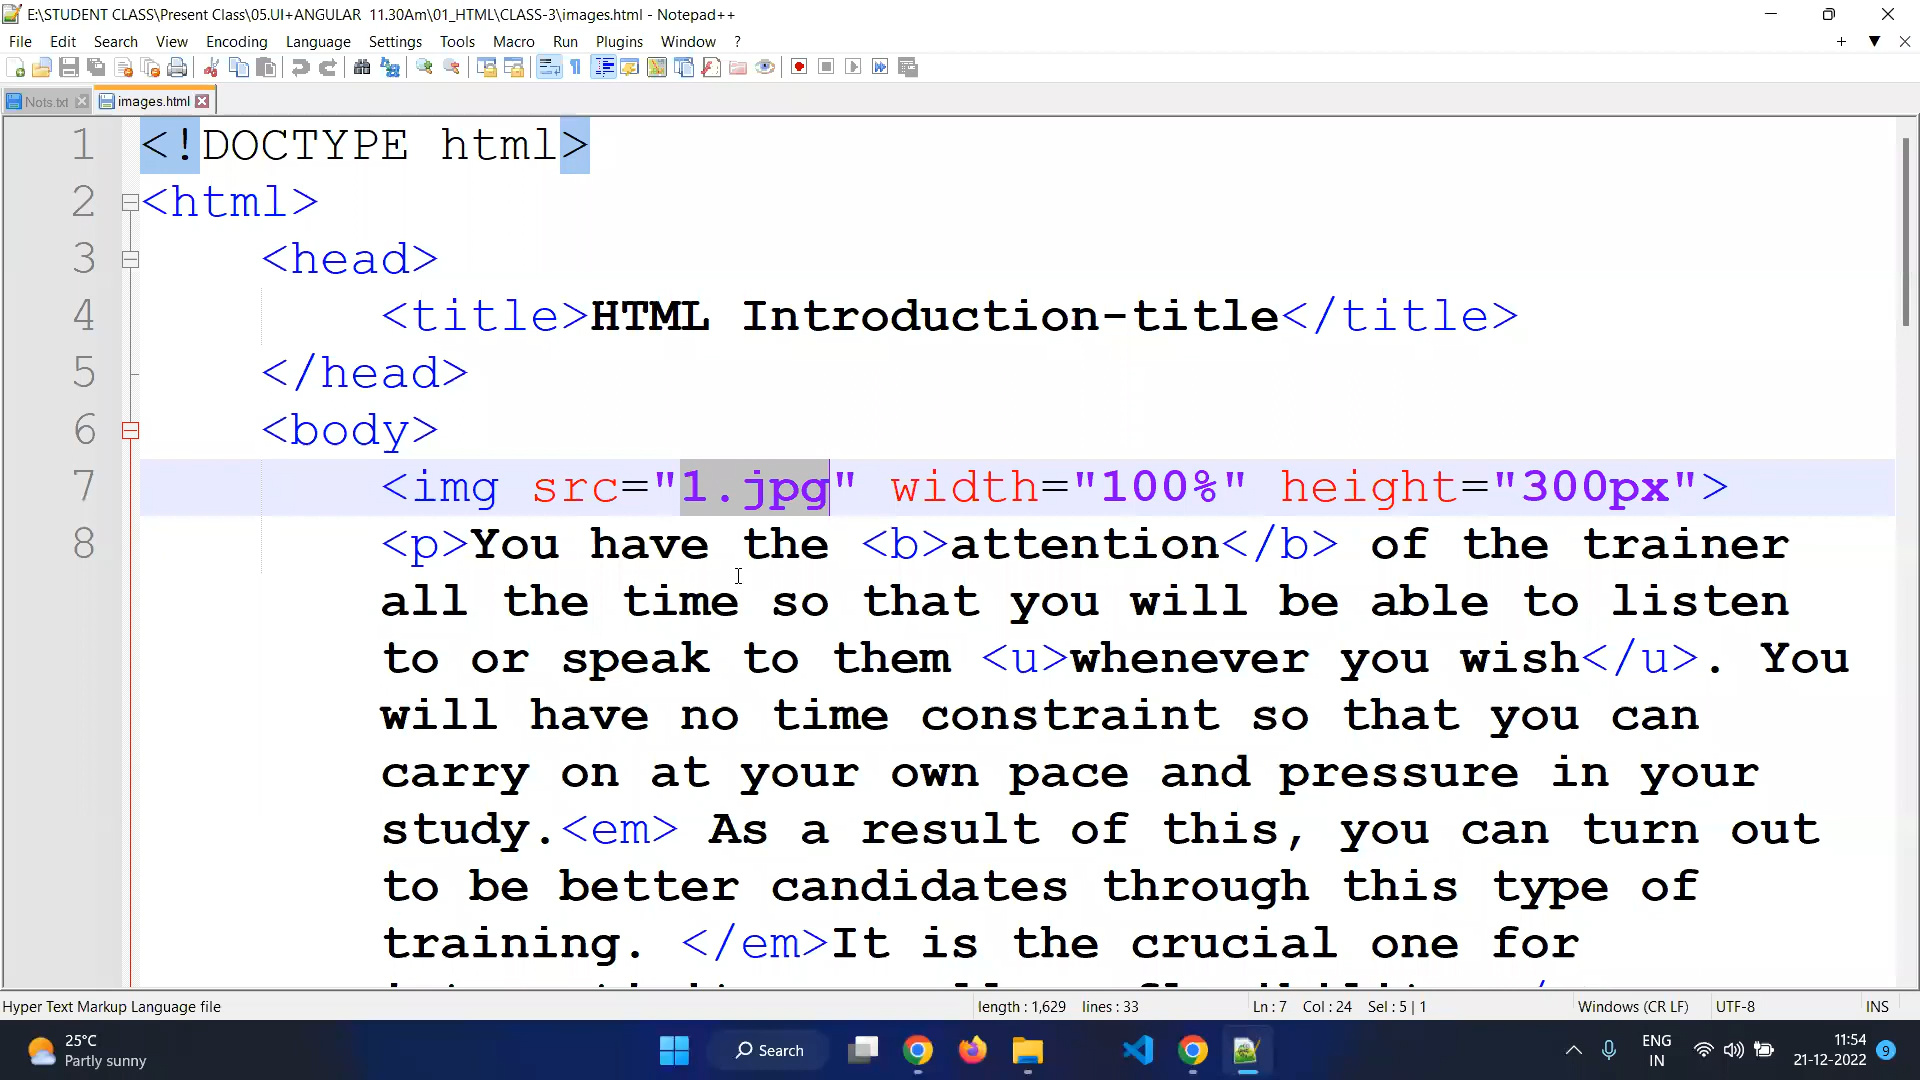 E:\STUDENT CLASS\Present Class\05.UI+ANGULAR 11.30Am\01_HTML\CLASS-3\images.html - Notepad++
File Edit Search View Encoding Language Settings Tools Macro Run Plugins Window ?
Nots.txt images.html
1 <!DOCTYPE html>
2 <html>
3 <head>
4 <title>HTML Introduction-title</title>
5 </head>
6 <body>
7 <img src="1.jpg" width="100%" height="300px">
8 <p>You have the <b>attention</b> of the trainer
all the time so that you will be able to listen
to or speak to them <u>whenever you wish</u>. You
will have no time constraint so that you can
carry on at your own pace and pressure in your
study.<em> As a result of this, you can turn out
to be better candidates through this type of
training. </em>It is the crucial one for
Hyper Text Markup Language file length : 1,629 lines : 33 Ln : 7 Col : 24 Sel : 5 | 1 Windows (CR LF) UTF-8 INS
25°C
Partly sunny
Search
ENG
IN
11:54
21-12-2022
9